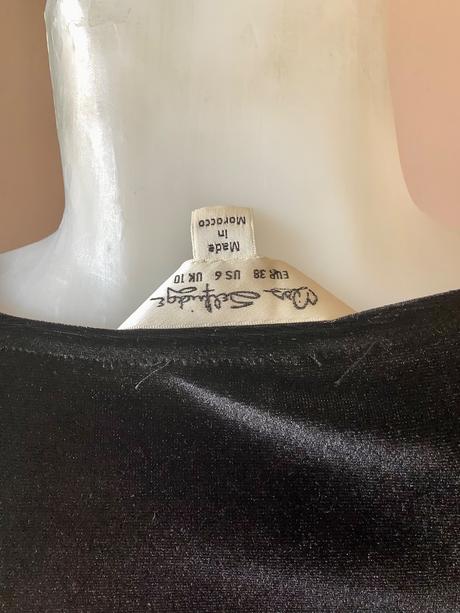 Miss Selfridge
EUR 38 US 6 UK 10
Made
in
Morocco